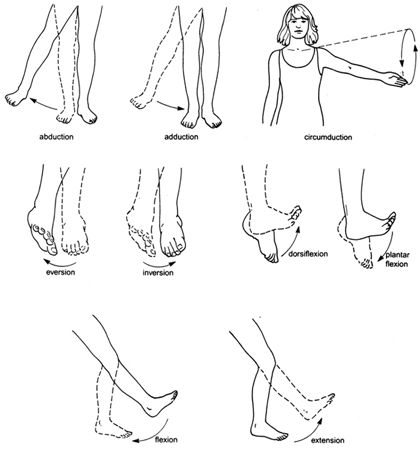 abduction
adduction
circumduction
eversion
inversion
dorsiflexion
plantar
flexion
flexion
extension